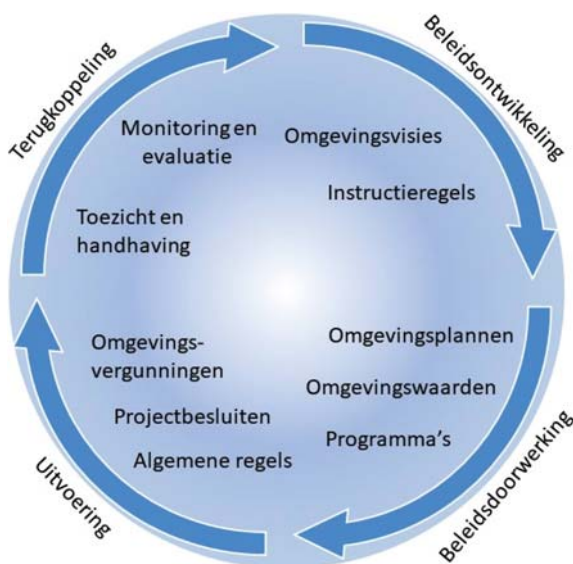 Terugkoppeling
Beleidsontwikkeling
Monitoring en
evaluatie
Omgevingsvisies
Instructieregels
Toezicht en
handhaving
Omgevings-
vergunningen
Projectbesluiten
Algemene regels
Omgevingsplannen
Omgevingswaarden
Programma's
Uitvoering
Beleidsdoorwerking